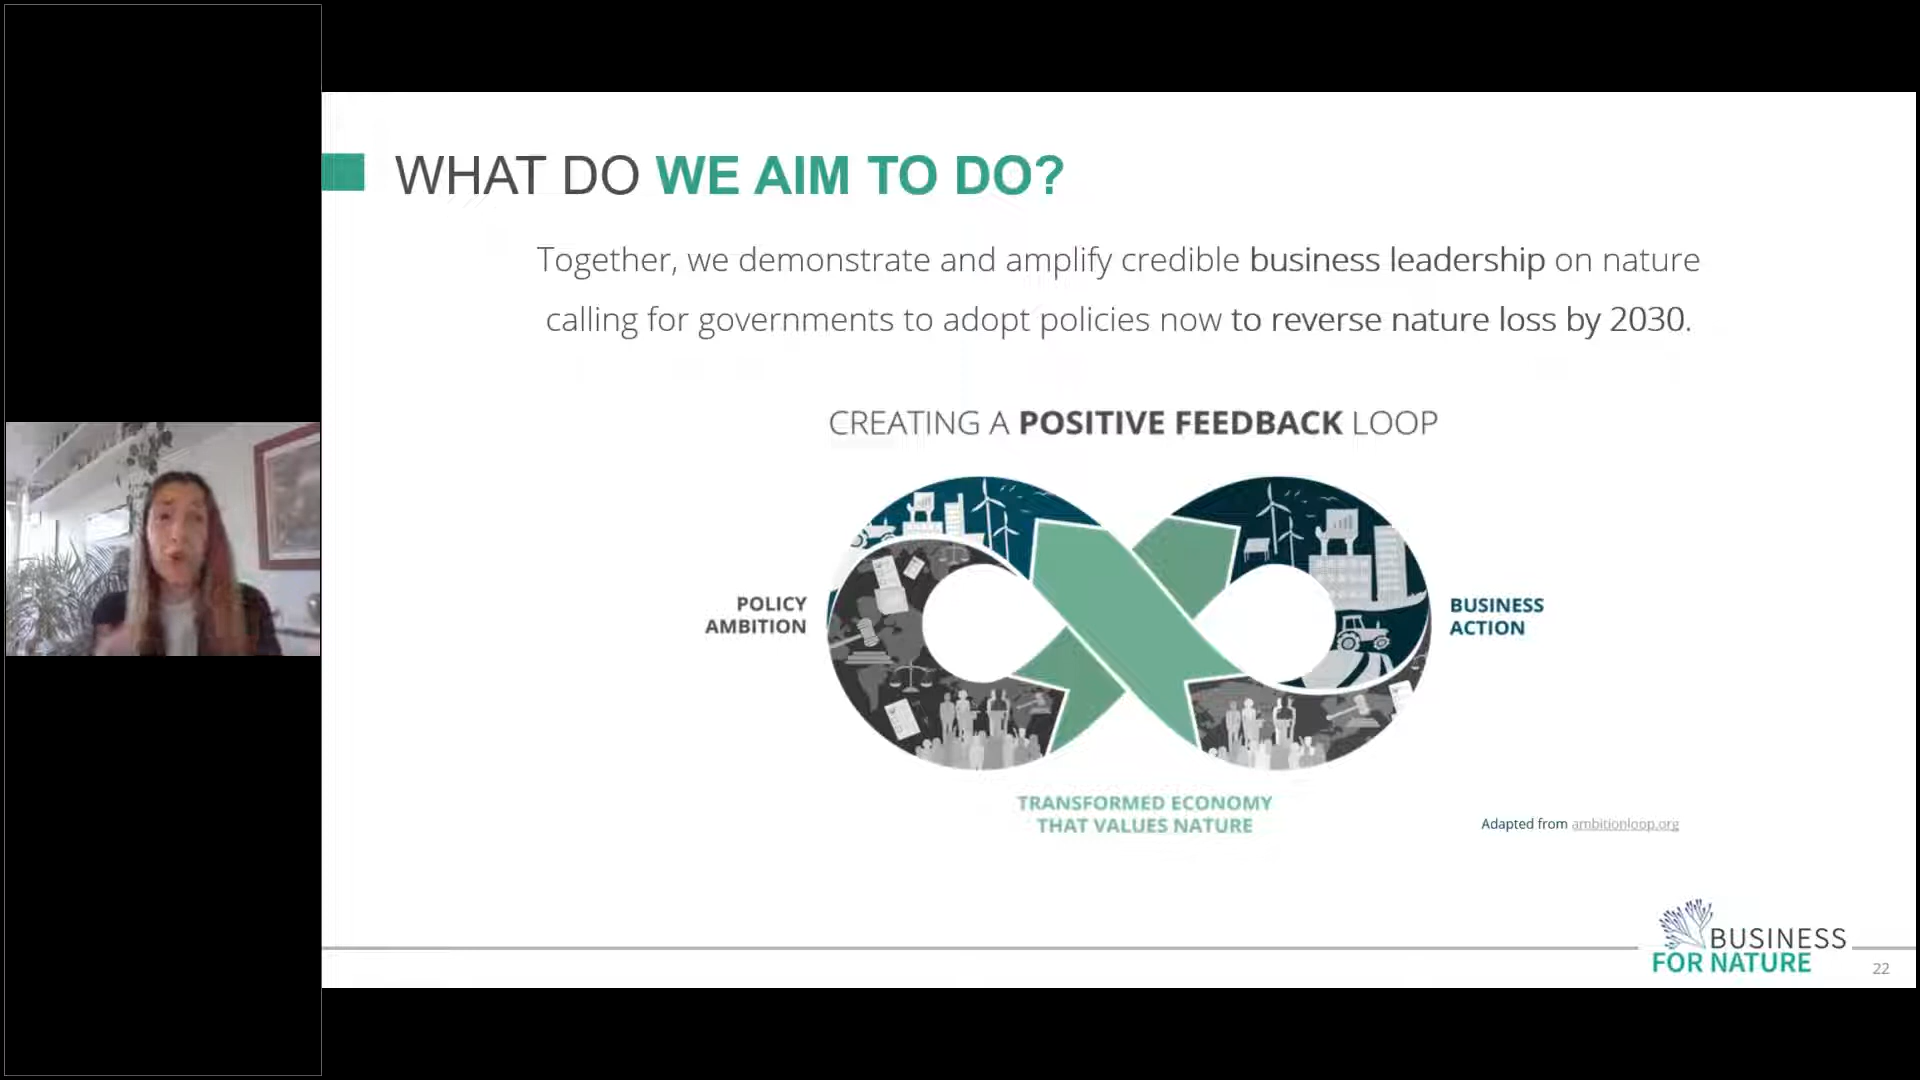 WHAT DO WE AIM TO DO?
Together, we demonstrate and amplify credible business leadership on nature
calling for governments to adopt policies now to reverse nature loss by 2030.
CREATING A POSITIVE FEEDBACK LOOP
POLICY
AMBITION
BUSINESS
ACTION
TRANSFORMED ECONOMY
THAT VALUES NATURE
Adapted from ambitionloop.org
BUSINESS
FOR NATURE
22